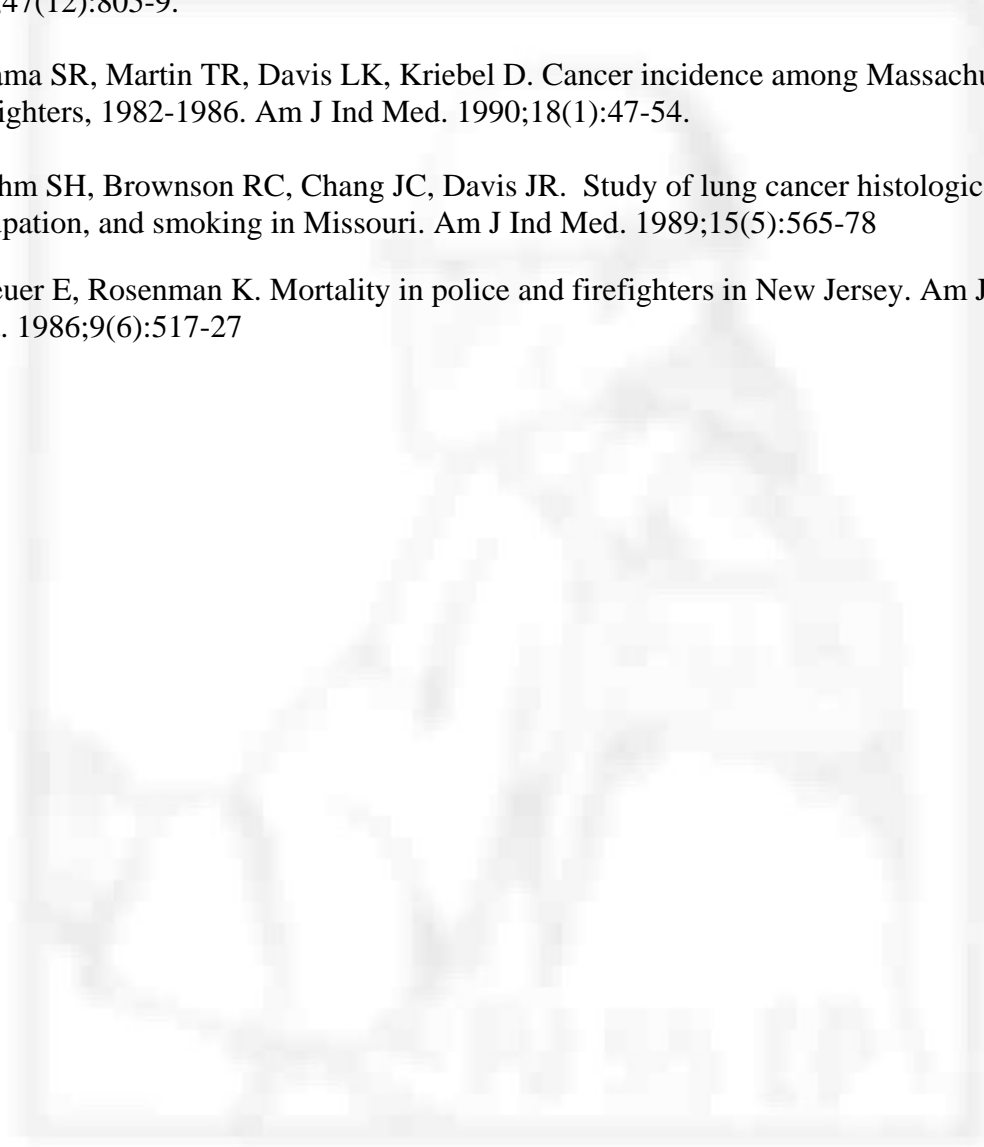 47(12):805-9.
ama SR, Martin TR, Davis LK, Kriebel D. Cancer incidence among Massachu
ighters, 1982-1986. Am J Ind Med. 1990;18(1):47-54.
hm SH, Brownson RC, Chang JC, Davis JR. Study of lung cancer histologic
pation, and smoking in Missouri. Am J Ind Med. 1989;15(5):565-78
euer E, Rosenman K. Mortality in police and firefighters in New Jersey. Am J
. 1986;9(6):517-27